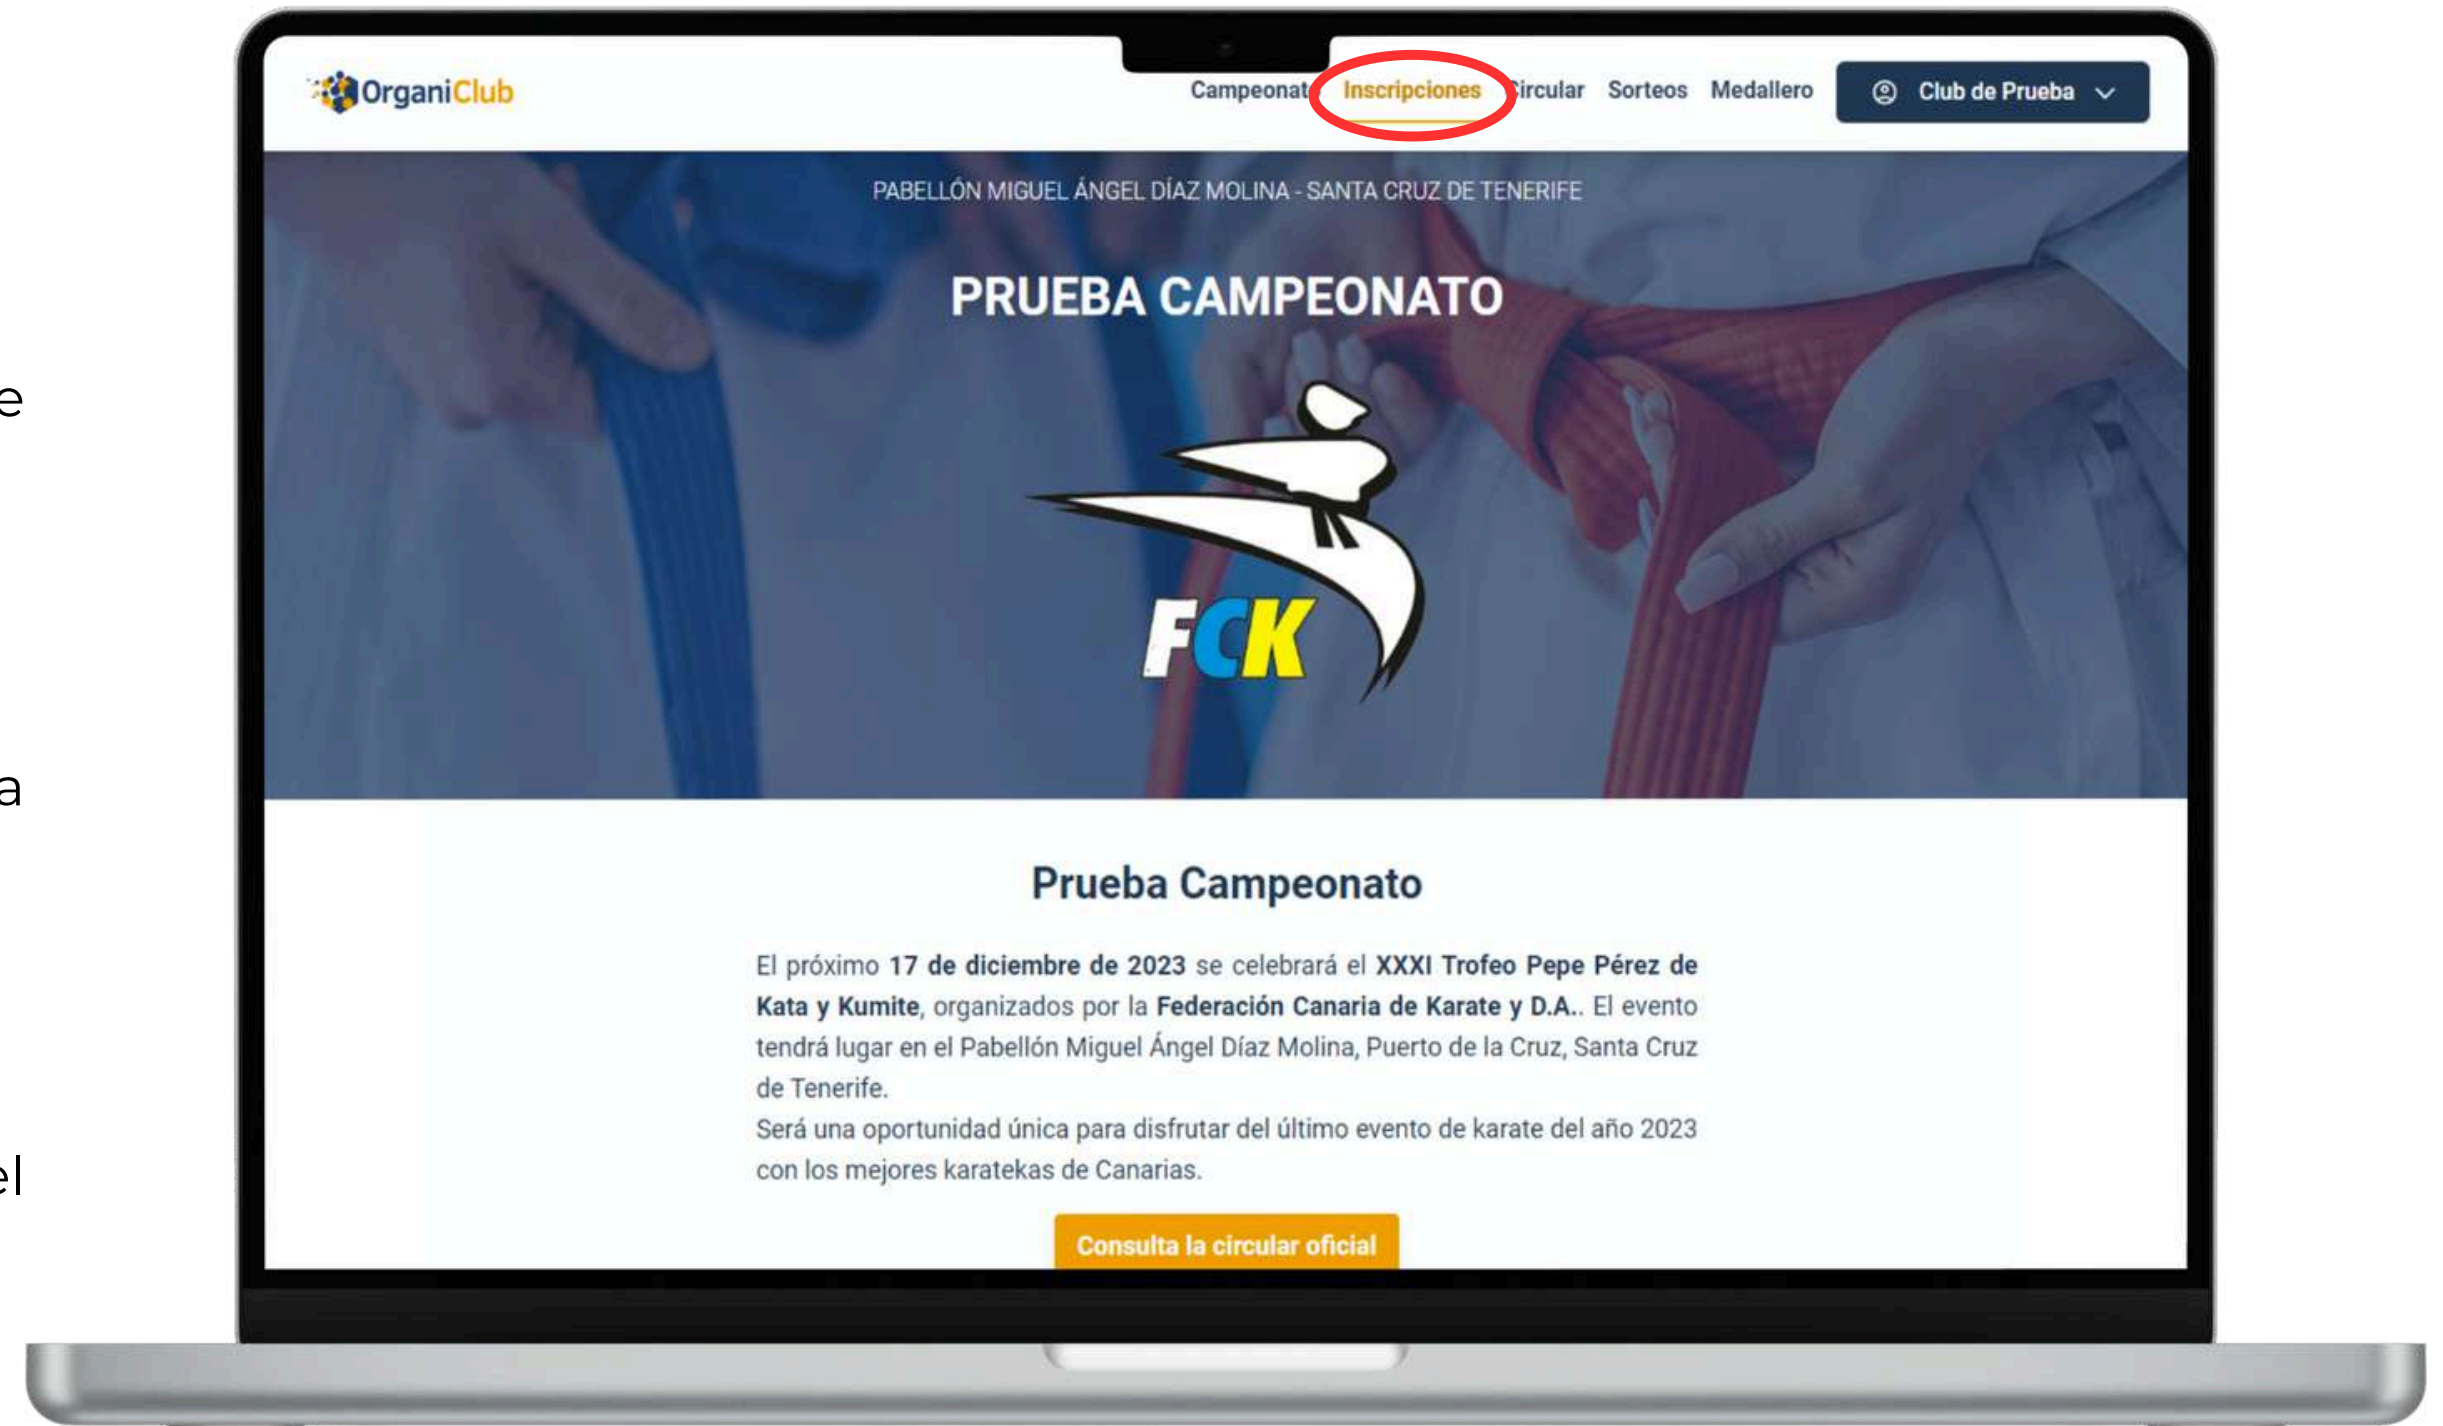 OrganiClub
Campeonato Inscripciones Circular Sorteos Medallero Club de Prueba
PABELLÓN MIGUEL ÁNGEL DÍAZ MOLINA - SANTA CRUZ DE TENERIFE
PRUEBA CAMPEONATO
e
FCK
a
Prueba Campeonato
El próximo 17 de diciembre de 2023 se celebrará el XXXI Trofeo Pepe Pérez de
Kata y Kumite, organizados por la Federación Canaria de Karate y D.A.. El evento
tendrá lugar en el Pabellón Miguel Ángel Díaz Molina, Puerto de la Cruz, Santa Cruz
de Tenerife.
Será una oportunidad única para disfrutar del último evento de karate del año 2023
con los mejores karatekas de Canarias.
el
Consulta la circular oficial